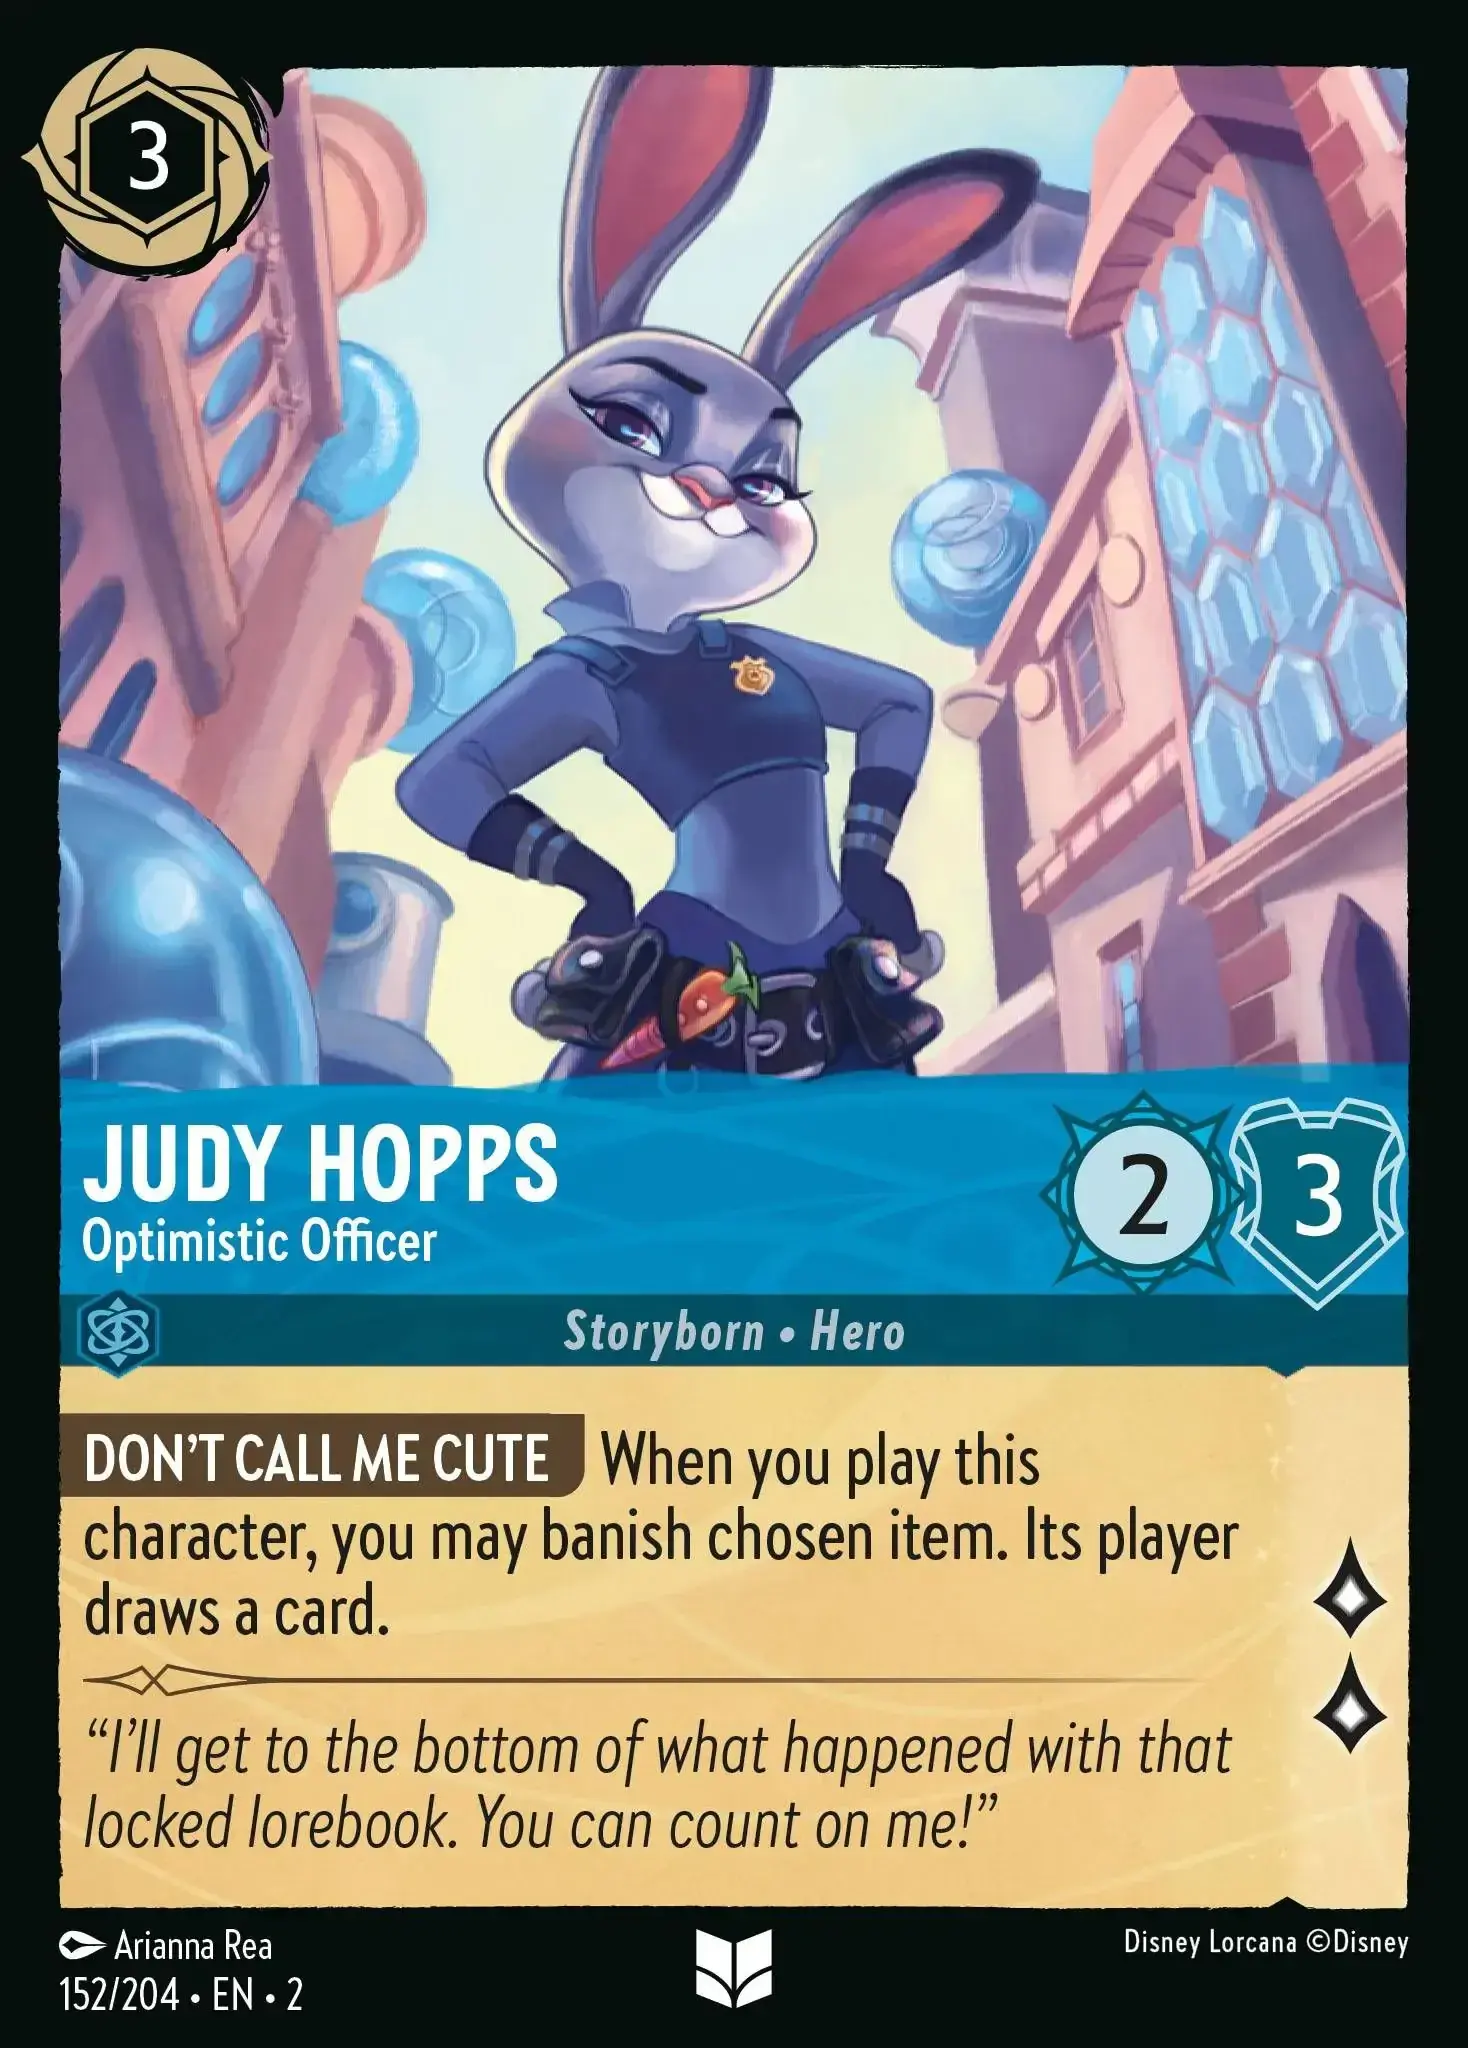 3
JUDY HOPPS
Optimistic Officer
2
3
Storyborn • Hero
DON'T CALL ME CUTE When you play this
character, you may banish chosen item. Its player
draws a card.
“I'll get to the bottom of what happened with that
locked lorebook. You can count on me!”
Arianna Rea
152/204 • EN • 2
Disney Lorcana ©Disney